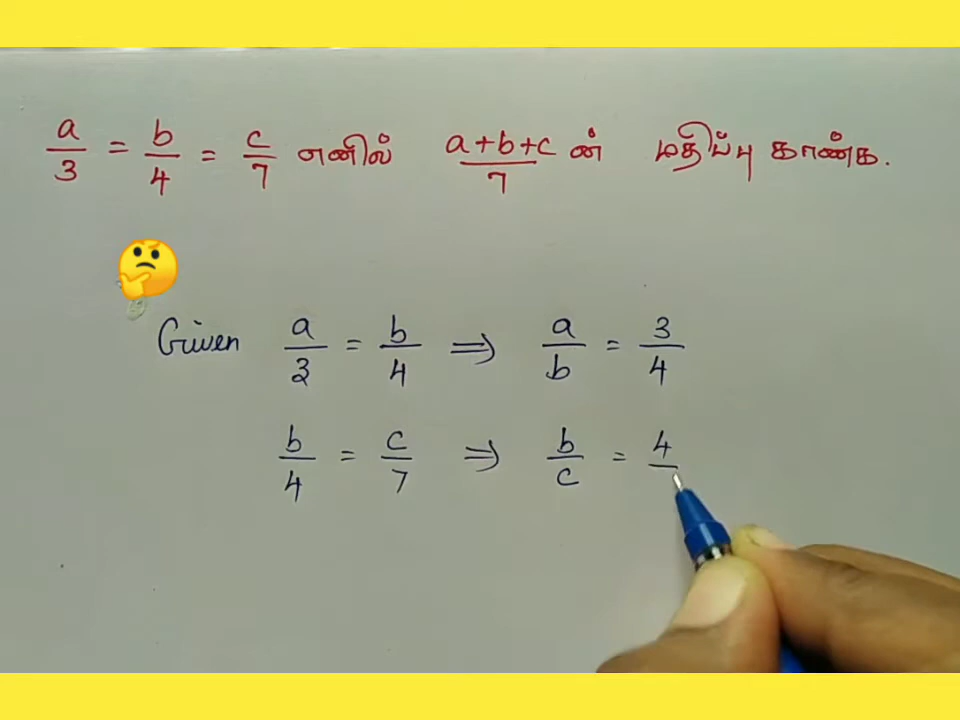 a/3 = b/4 = c/7 எனில் a+b+c/7 ன் மதிப்பு காண்க.
Given a/3 = b/4 ⇒ a/b = 3/4
b/4 = c/7 ⇒ b/c = 4/